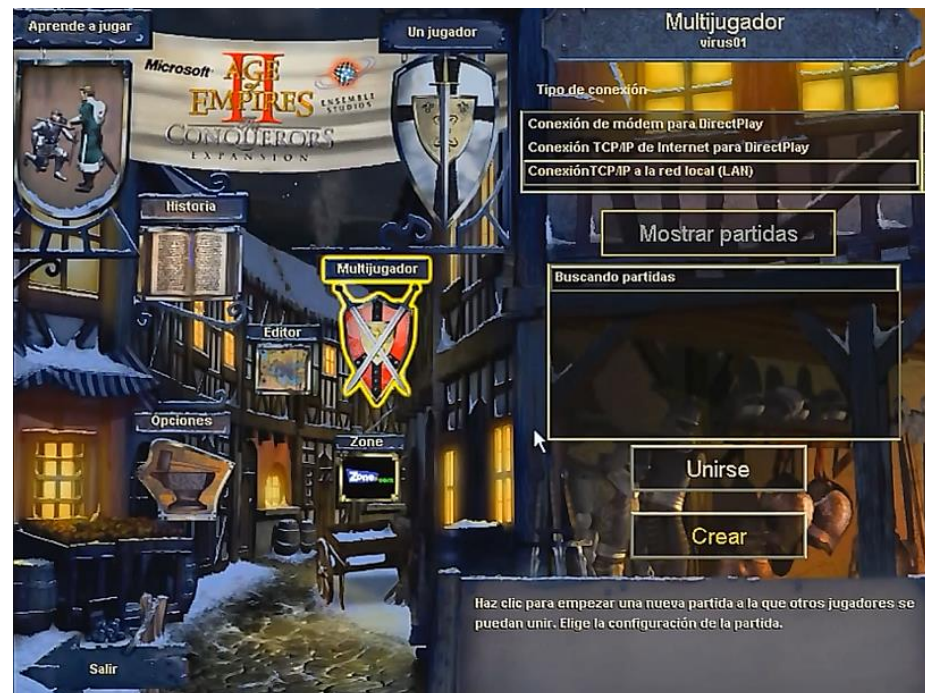 Aprende a jugar
Un jugador
Microsoft
AGE
of
EMPIRES
II
ENSEMBLE
STUDIOS
The
CONQUERORS
EXPANSION
Historia
Multijugador
Editor
Opciones
Zone
Zone.com
Salir
Multijugador
virus01
Tipo de conexión
Conexión de módem para DirectPlay
Conexión TCP/IP de Internet para DirectPlay
ConexiónTCP/IP a la red local (LAN)
Mostrar partidas
Buscando partidas
Unirse
Crear
Haz clic para empezar una nueva partida a la que otros jugadores se
puedan unir. Elige la configuración de la partida.